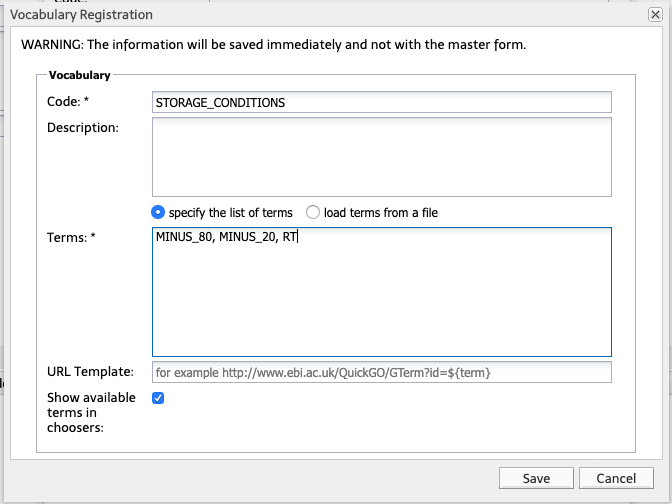 Vocabulary Registration
WARNING: The information will be saved immediately and not with the master form.
Vocabulary
Code: *
STORAGE_CONDITIONS
Description:
specify the list of terms
load terms from a file
Terms: *
MINUS_80, MINUS_20, RT
URL Template:
for example http://www.ebi.ac.uk/QuickGO/GTerm?id=${term}
Show available
terms in
choosers:
Save
Cancel